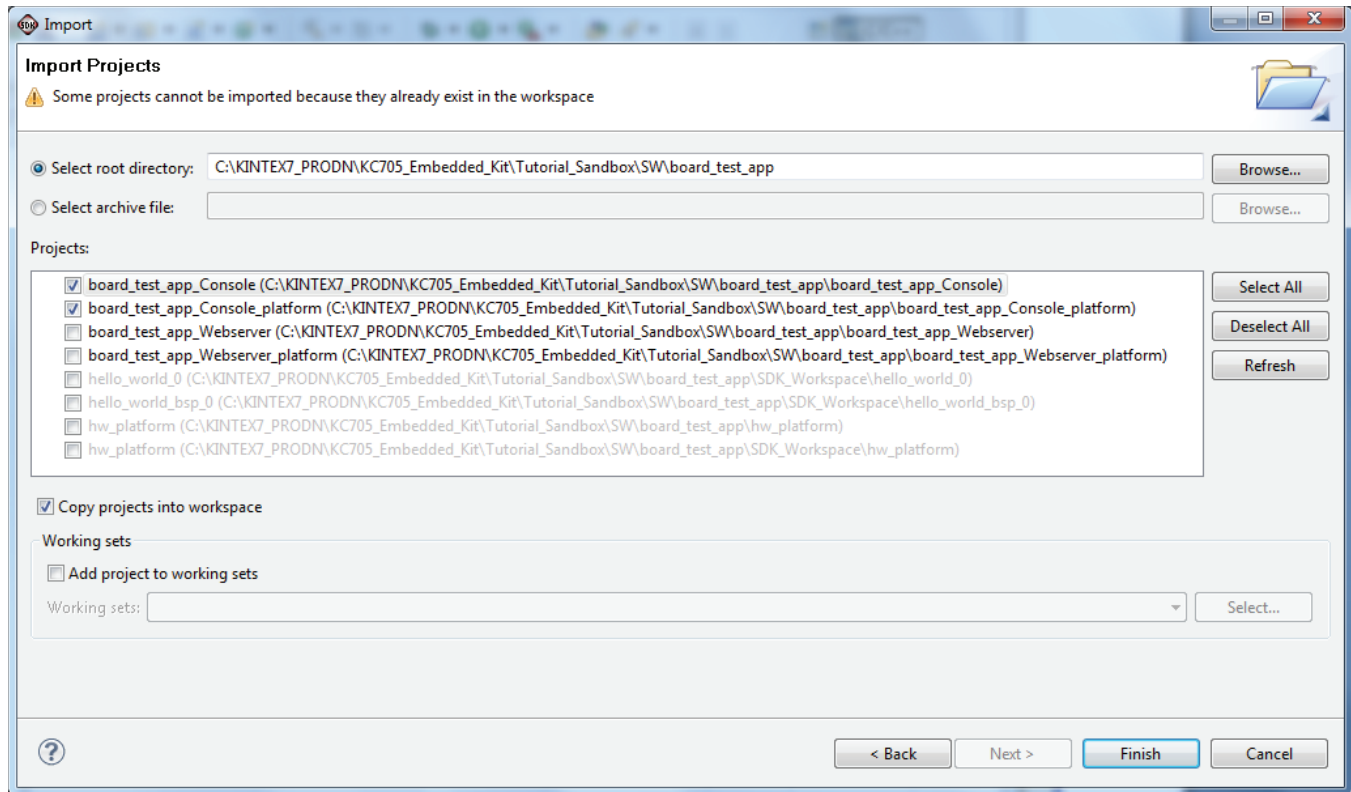 SDK Import
Import Projects
Some projects cannot be imported because they already exist in the workspace
Select root directory: C:\KINTEX7_PRODN\KC705_Embedded_Kit\Tutorial_Sandbox\SW\board_test_app Browse...
Select archive file: Browse...
Projects:
board_test_app_Console (C:\KINTEX7_PRODN\KC705_Embedded_Kit\Tutorial_Sandbox\SW\board_test_app\board_test_app_Console) Select All
board_test_app_Console_platform (C:\KINTEX7_PRODN\KC705_Embedded_Kit\Tutorial_Sandbox\SW\board_test_app\board_test_app_Console_platform)
board_test_app_Webserver (C:\KINTEX7_PRODN\KC705_Embedded_Kit\Tutorial_Sandbox\SW\board_test_app\board_test_app_Webserver) Deselect All
board_test_app_Webserver_platform (C:\KINTEX7_PRODN\KC705_Embedded_Kit\Tutorial_Sandbox\SW\board_test_app\board_test_app_Webserver_platform)
hello_world_0 (C:\KINTEX7_PRODN\KC705_Embedded_Kit\Tutorial_Sandbox\SW\board_test_app\SDK_Workspace\hello_world_0) Refresh
hello_world_bsp_0 (C:\KINTEX7_PRODN\KC705_Embedded_Kit\Tutorial_Sandbox\SW\board_test_app\SDK_Workspace\hello_world_bsp_0)
hw_platform (C:\KINTEX7_PRODN\KC705_Embedded_Kit\Tutorial_Sandbox\SW\board_test_app\hw_platform)
hw_platform (C:\KINTEX7_PRODN\KC705_Embedded_Kit\Tutorial_Sandbox\SW\board_test_app\SDK_Workspace\hw_platform)
Copy projects into workspace
Working sets
Add project to working sets
Working sets: Select...
? < Back Next > Finish Cancel